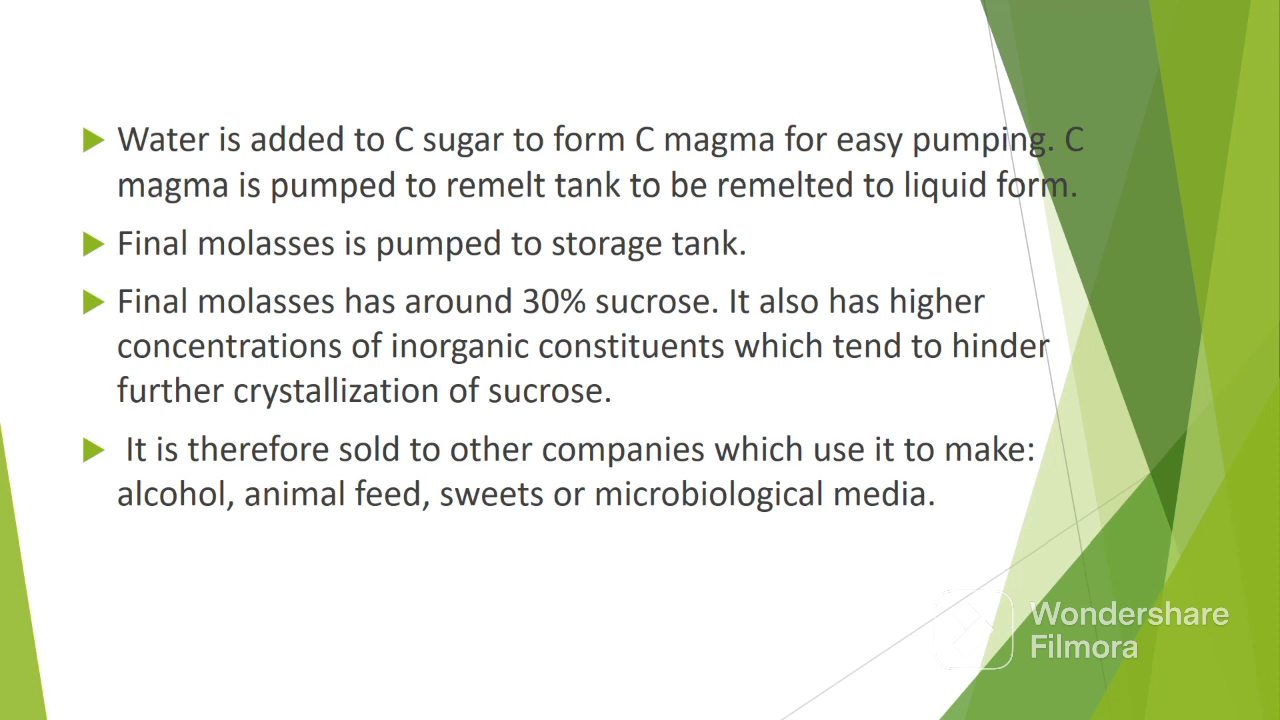 Water is added to C sugar to form C magma for easy pumping. C
magma is pumped to remelt tank to be remelted to liquid form.
Final molasses is pumped to storage tank.
Final molasses has around 30% sucrose. It also has higher
concentrations of inorganic constituents which tend to hinder
further crystallization of sucrose.
It is therefore sold to other companies which use it to make:
alcohol, animal feed, sweets or microbiological media.
Wondershare
Filmora